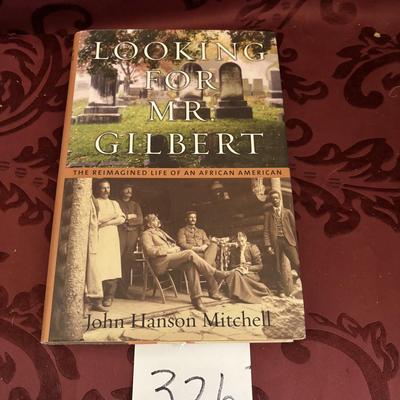 LOOKING
FOR
MR.
GILBERT
THE REIMAGINED LIFE OF AN AFRICAN AMERICAN
John Hanson Mitchell
326